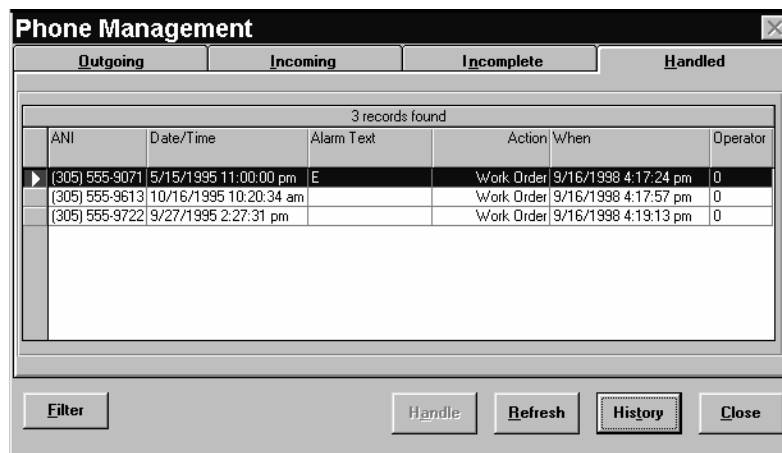 Phone Management
Outgoing Incoming Incomplete Handled
3 records found
ANI Date/Time Alarm Text Action When Operator
(305) 555-9071 5/15/1995 11:00:00 pm E Work Order 9/16/1998 4:17:24 pm 0
(305) 555-9613 10/16/1995 10:20:34 am Work Order 9/16/1998 4:17:57 pm 0
(305) 555-9722 9/27/1995 2:27:31 pm Work Order 9/16/1998 4:19:13 pm 0
Filter Handle Refresh History Close